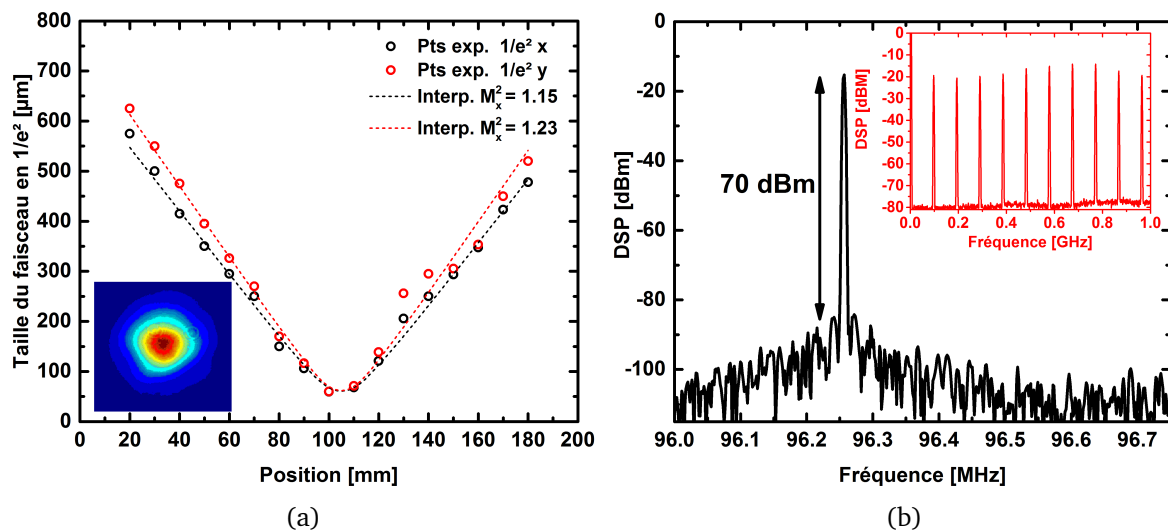 800
700
600
500
400
300
200
100
0
Taille du faisceau en 1/e² [µm]
Pts exp. 1/e² x
Pts exp. 1/e² y
Interp. M²ₓ = 1.15
Interp. M²ₓ = 1.23
0 20 40 60 80 100 120 140 160 180 200
Position [mm]
(a)
-0
-20
-40
-60
-80
-100
DSP [dBm]
70 dBm
0
-10
-20
-30
-40
-50
-60
-70
-80
DSP [dBM]
0.0 0.2 0.4 0.6 0.8 1.0
Fréquence [GHz]
96.0 96.1 96.2 96.3 96.4 96.5 96.6 96.7
Fréquence [MHz]
(b)